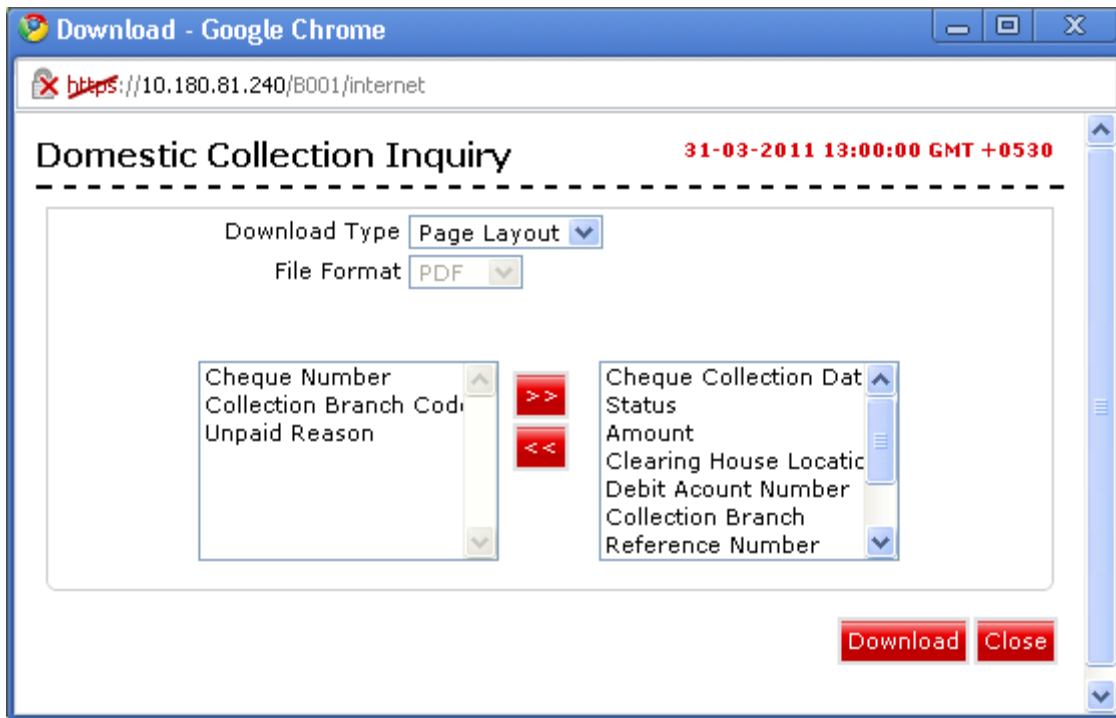 Download - Google Chrome
https://10.180.81.240/B001/internet
Domestic Collection Inquiry
31-03-2011 13:00:00 GMT +0530
Download Type Page Layout
File Format PDF
Cheque Number
Collection Branch Code
Unpaid Reason
>>
<<
Cheque Collection Dat
Status
Amount
Clearing House Locatio
Debit Acount Number
Collection Branch
Reference Number
Download Close